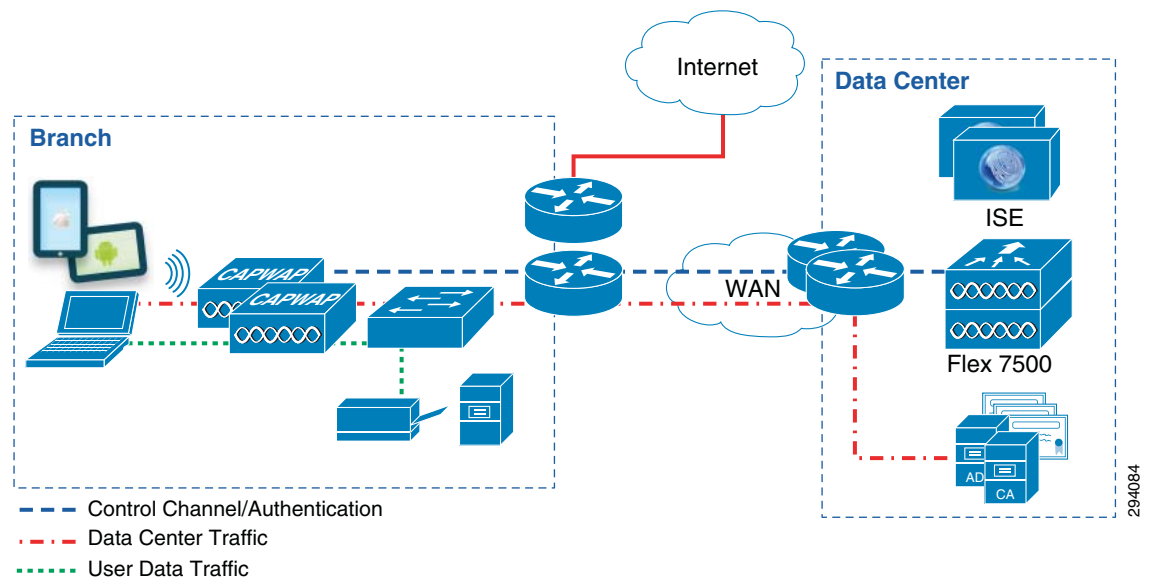 Internet
Data Center
Branch
ISE
CAPWAP
CAPWAP
WAN
Flex 7500
AD
CA
294084
Control Channel/Authentication
Data Center Traffic
User Data Traffic